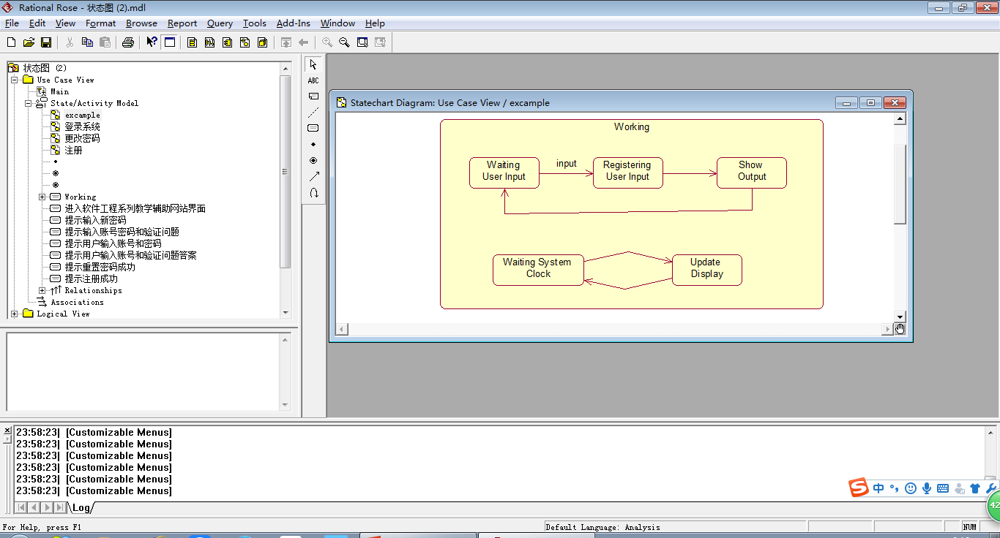 Rational Rose - 状态图 (2).mdl
File Edit View Format Browse Report Query Tools Add-Ins Window Help
状态图 (2)
Use Case View
Main
State/Activity Model
excample
登录系统
更改密码
注册
Working
进入软件工程系列教学辅助网站界面
提示输入新密码
提示输入账号密码和验证问题
提示用户输入账号和密码
提示用户输入账号和验证问题答案
提示重置密码成功
提示注册成功
Relationships
Associations
Logical View
ABC
Statechart Diagram: Use Case View / excample
Working
Waiting
User Input
input
Registering
User Input
Show
Output
Waiting System
Clock
Update
Display
23:58:23| [Customizable Menus]
23:58:23| [Customizable Menus]
23:58:23| [Customizable Menus]
23:58:23| [Customizable Menus]
23:58:23| [Customizable Menus]
23:58:23| [Customizable Menus]
Log
中
42
For Help, press F1
Default Language: Analysis
NUM